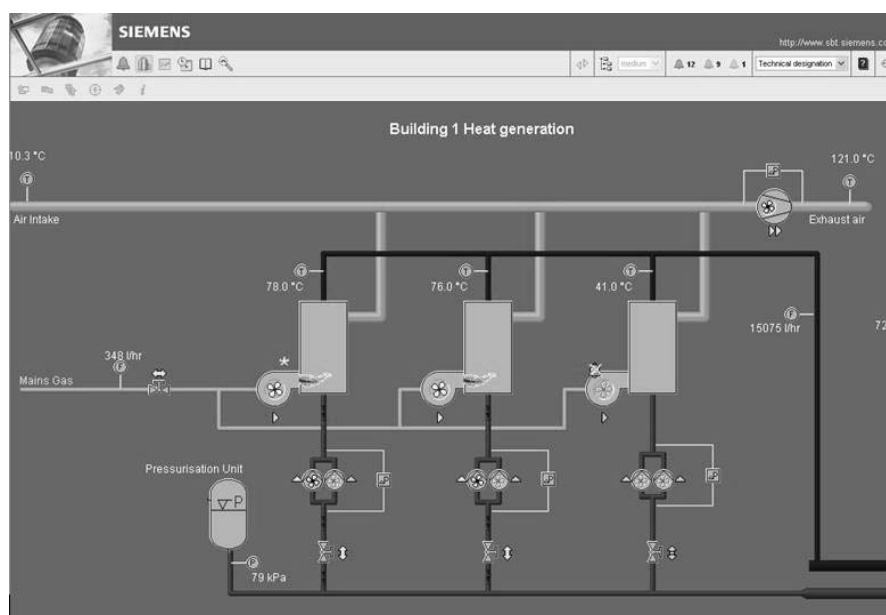 SIEMENS
http://www.sbt.siemens.co
medium
12
9
1
Technical designation
?
i
Building 1 Heat generation
10.3 °C
121.0 °C
T
T
Air Intake
Exhaust air
T
T
T
78.0 °C
76.0 °C
41.0 °C
F
15075 l/hr
72
348 l/hr
F
Mains Gas
Pressurisation Unit
P
P
79 kPa